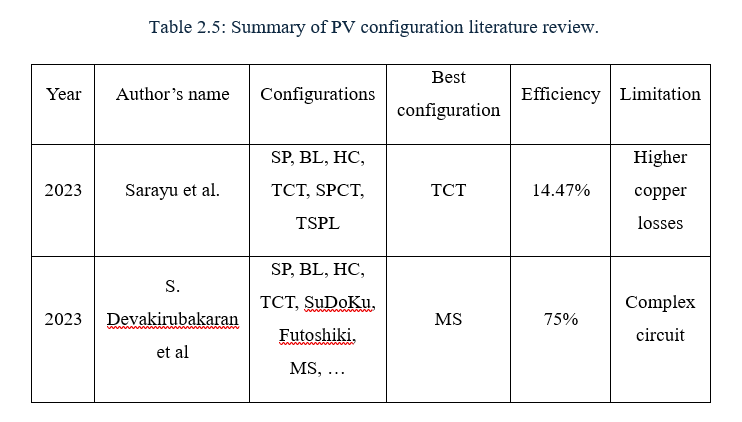 Table 2.5: Summary of PV configuration literature review.
Year
Author’s name
Configurations
Best
configuration
Efficiency
Limitation
2023
Sarayu et al.
SP, BL, HC,
TCT, SPCT,
TSPL
TCT
14.47%
Higher
copper
losses
2023
S.
Devakirubakaran
et al
SP, BL, HC,
TCT, SuDoKu,
Futoshiki,
MS, …
MS
75%
Complex
circuit